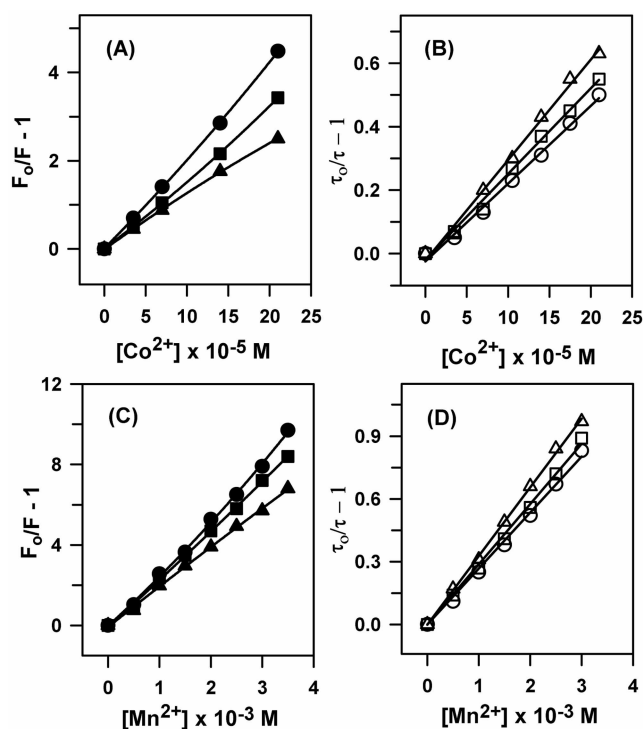 (A)
F₀/F - 1
4
2
0
0 5 10 15 20 25
[Co²⁺] x 10⁻⁵ M
(B)
τ₀/τ – 1
0.6
0.4
0.2
0.0
0 5 10 15 20 25
[Co²⁺] x 10⁻⁵ M
(C)
F₀/F - 1
12
8
4
0
0 1 2 3 4
[Mn²⁺] x 10⁻³ M
(D)
τ₀/τ – 1
0.9
0.6
0.3
0.0
0 1 2 3 4
[Mn²⁺] x 10⁻³ M